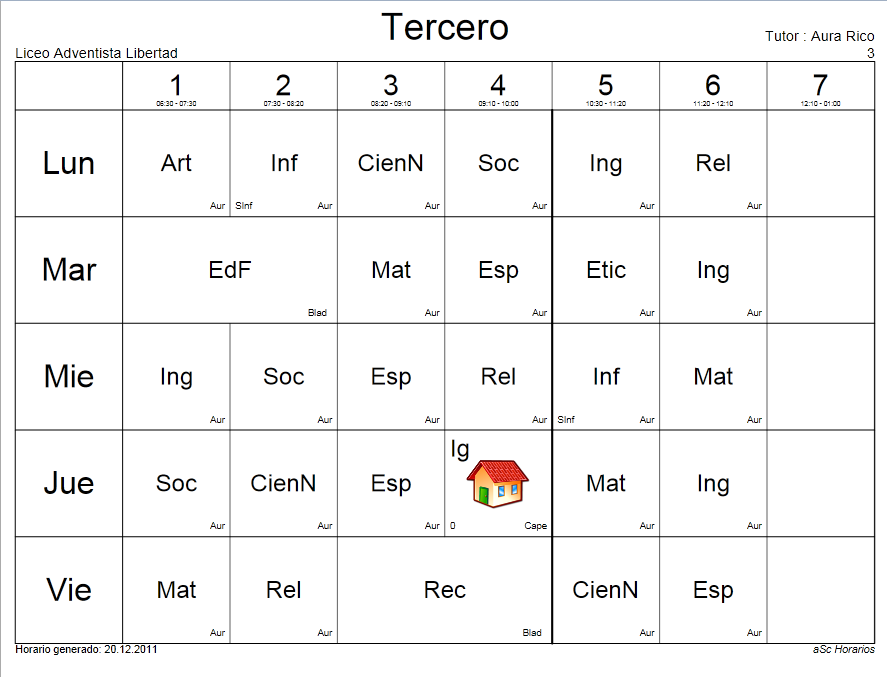 Tercero
Liceo Adventista Libertad
Tutor : Aura Rico
3
1 2 3 4 5 6 7
06:30 - 07:30 07:30 - 08:20 08:20 - 09:10 09:10 - 10:00 10:30 - 11:20 11:20 - 12:10 12:10 - 01:00
Lun Art Inf CienN Soc Ing Rel
Aur SInf Aur Aur Aur Aur Aur
Mar EdF Mat Esp Etic Ing
Blad Aur Aur Aur Aur
Mie Ing Soc Esp Rel Inf Mat
Aur Aur Aur Aur SInf Aur Aur
Ig
Jue Soc CienN Esp Mat Ing
Aur Aur Aur 0 Cape Aur Aur
Vie Mat Rel Rec CienN Esp
Aur Aur Blad Aur Aur
Horario generado: 20.12.2011
aSc Horarios